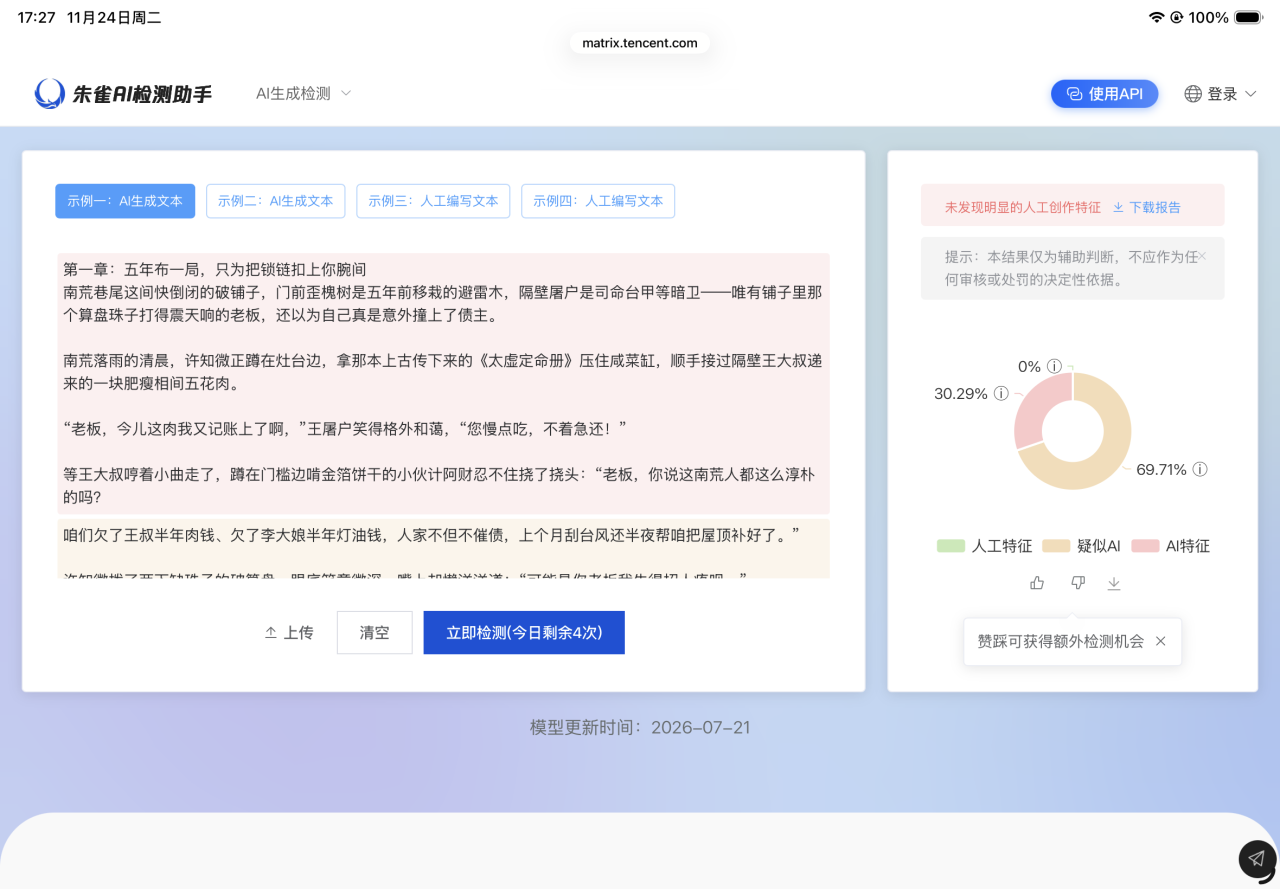 17:27 11月24日周二
100%
matrix.tencent.com
朱雀AI检测助手
AI生成检测
使用API
登录
示例一：AI生成文本
示例二：AI生成文本
示例三：人工编写文本
示例四：人工编写文本
第一章：五年布一局，只为把锁链扣上你腕间
南荒巷尾这间快倒闭的破铺子，门前歪槐树是五年前移栽的避雷木，隔壁屠户是司命台甲等暗卫——唯有铺子里那
个算盘珠子打得震天响的老板，还以为自己真是意外撞上了债主。
南荒落雨的清晨，许知微正蹲在灶台边，拿那本上古传下来的《太虚定命册》压住咸菜缸，顺手接过隔壁王大叔递
来的一块肥瘦相间五花肉。
“老板，今儿这肉我又记账上了啊，”王屠户笑得格外和蔼，“您慢点吃，不着急还！”
等王大叔哼着小曲走了，蹲在门槛边啃金箔饼干的小伙计阿财忍不住挠了挠头：“老板，你说这南荒人都这么淳朴
的吗？
咱们欠了王叔半年肉钱、欠了李大娘半年灯油钱，人家不但不催债，上个月刮台风还半夜帮咱把屋顶补好了。”
上传
清空
立即检测(今日剩余4次)
未发现明显的人工创作特征
下载报告
提示：本结果仅为辅助判断，不应作为任
何审核或处罚的决定性依据。
0%
30.29%
69.71%
人工特征
疑似AI
AI特征
赞踩可获得额外检测机会
模型更新时间：2026-07-21